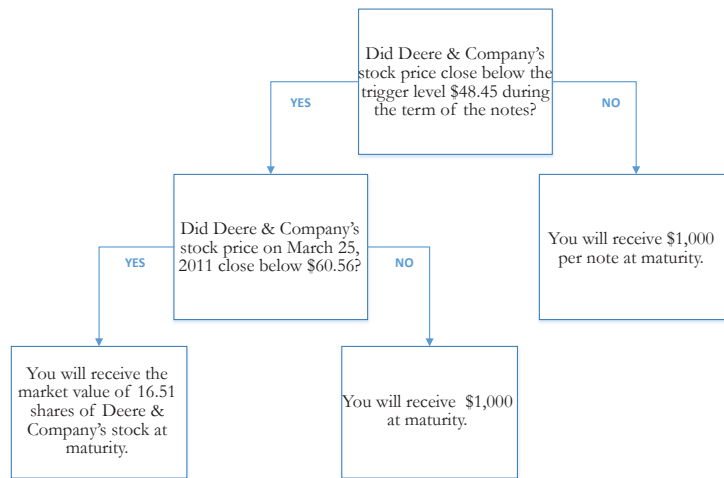 Did Deere & Company's
stock price close below the
trigger level $48.45 during
the term of the notes?
YES
NO
Did Deere & Company's
stock price on March 25,
2011 close below $60.56?
You will receive $1,000
per note at maturity.
YES
NO
You will receive the
market value of 16.51
shares of Deere &
Company's stock at
maturity.
You will receive $1,000
at maturity.